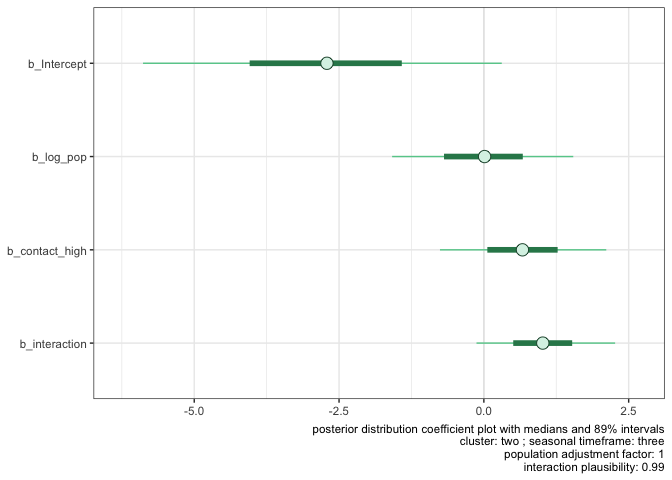 b_Intercept
b_log_pop
b_contact_high
b_interaction
-5.0 -2.5 0.0 2.5
posterior distribution coefficient plot with medians and 89% intervals
cluster: two ; seasonal timeframe: three
population adjustment factor: 1
interaction plausibility: 0.99